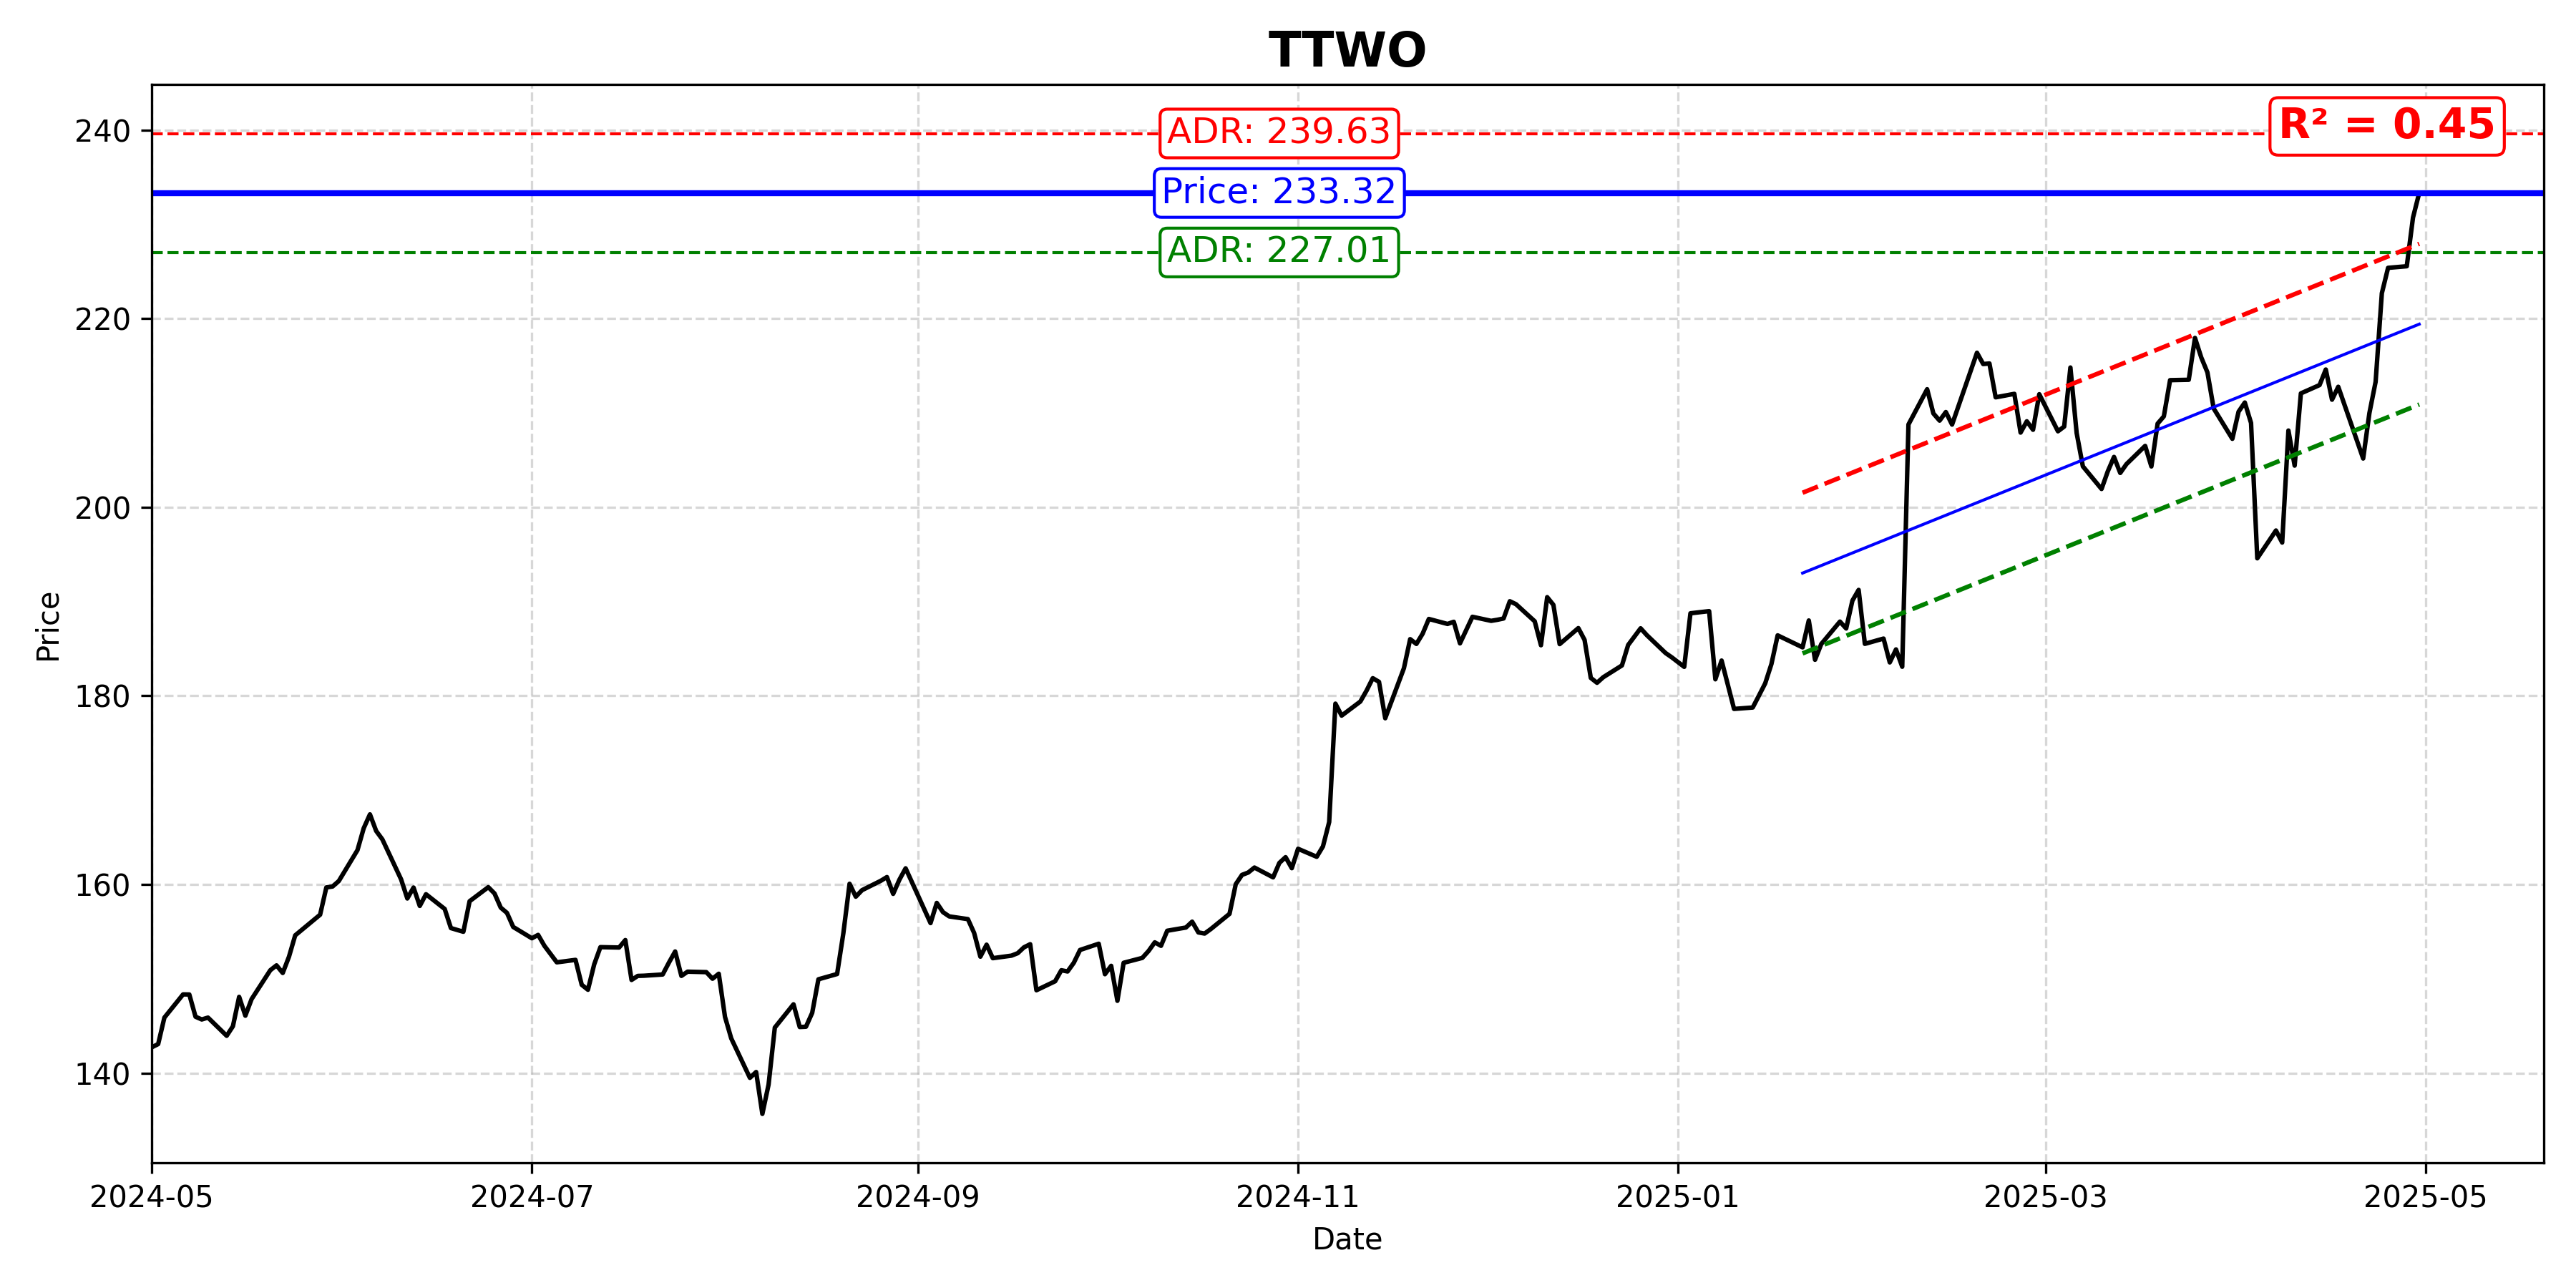 TTWO
240
220
200
180
160
140
Price
ADR: 239.63
R² = 0.45
Price: 233.32
ADR: 227.01
2024-05
2024-07
2024-09
2024-11
2025-01
2025-03
2025-05
Date